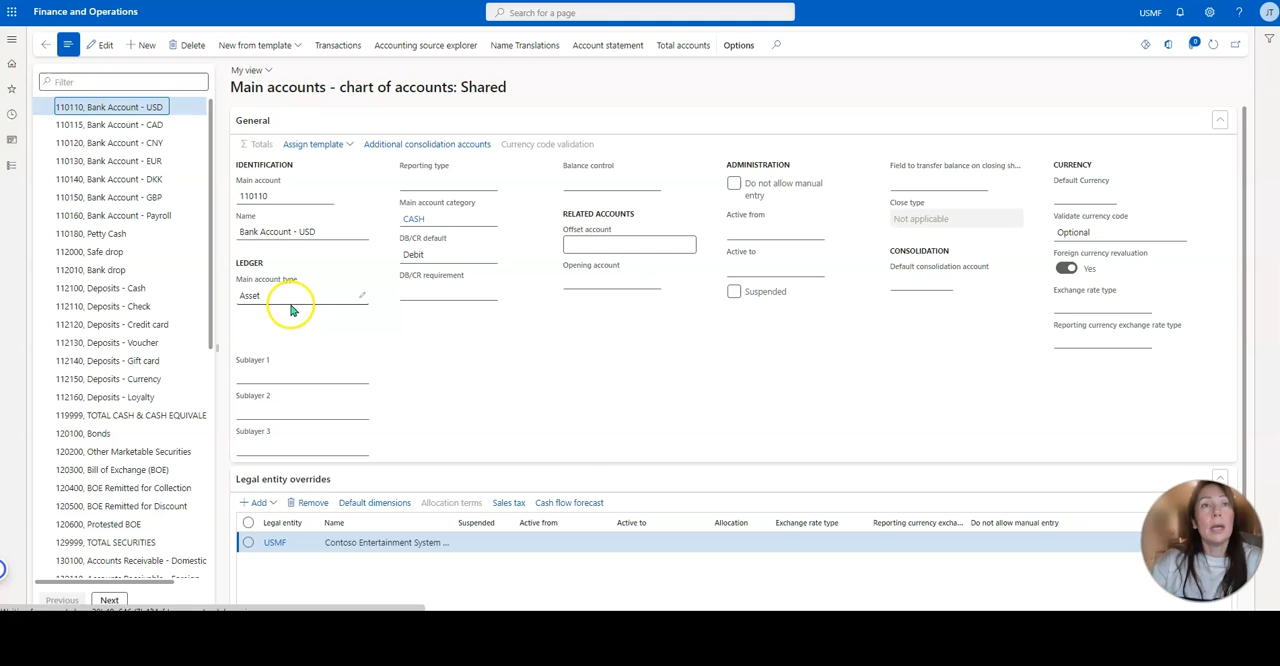 Finance and Operations
Search for a page
USMF
JT
Edit
New
Delete
New from template
Transactions
Accounting source explorer
Name Translations
Account statement
Total accounts
Options
0
Filter
110110, Bank Account - USD
110115, Bank Account - CAD
110120, Bank Account - CNY
110130, Bank Account - EUR
110140, Bank Account - DKK
110150, Bank Account - GBP
110160, Bank Account - Payroll
110180, Petty Cash
112000, Safe drop
112010, Bank drop
112100, Deposits - Cash
112110, Deposits - Check
112120, Deposits - Credit card
112130, Deposits - Voucher
112140, Deposits - Gift card
112150, Deposits - Currency
112160, Deposits - Loyalty
119999, TOTAL CASH & CASH EQUIVALE
120100, Bonds
120200, Other Marketable Securities
120300, Bill of Exchange (BOE)
120400, BOE Remitted for Collection
120500, BOE Remitted for Discount
120600, Protested BOE
129999, TOTAL SECURITIES
130100, Accounts Receivable - Domestic
Previous
Next
My view
Main accounts - chart of accounts: Shared
General
Totals
Assign template
Additional consolidation accounts
Currency code validation
IDENTIFICATION
Main account
110110
Name
Bank Account - USD
LEDGER
Main account type
Asset
Sublayer 1
Sublayer 2
Sublayer 3
Reporting type
Main account category
CASH
DB/CR default
Debit
DB/CR requirement
Balance control
RELATED ACCOUNTS
Offset account
Opening account
ADMINISTRATION
Do not allow manual
entry
Active from
Active to
Suspended
Field to transfer balance on closing sh...
Close type
Not applicable
CONSOLIDATION
Default consolidation account
CURRENCY
Default Currency
Validate currency code
Optional
Foreign currency revaluation
Yes
Exchange rate type
Reporting currency exchange rate type
Legal entity overrides
Add
Remove
Default dimensions
Allocation terms
Sales tax
Cash flow forecast
Legal entity
Name
Suspended
Active from
Active to
Allocation
Exchange rate type
Reporting currency excha...
Do not allow manual entry
USMF
Contoso Entertainment System ...